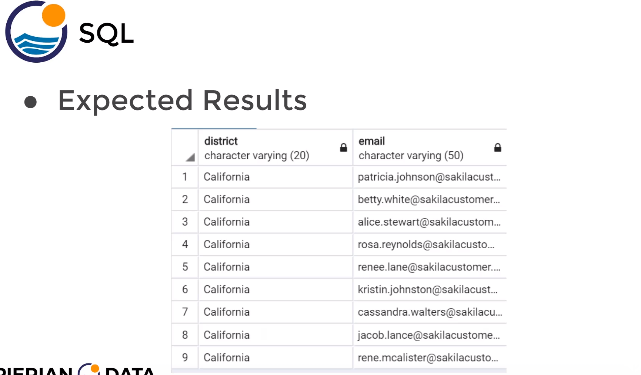 SQL
● Expected Results
district email
character varying (20) character varying (50)
1 California patricia.johnson@sakilacust...
2 California betty.white@sakilacustomer...
3 California alice.stewart@sakilacustom...
4 California rosa.reynolds@sakilacusto...
5 California renee.lane@sakilacustomer....
6 California kristin.johnston@sakilacust...
7 California cassandra.walters@sakilacu...
8 California jacob.lance@sakilacustome...
9 California rene.mcalister@sakilacusto...
PIERIAN DATA